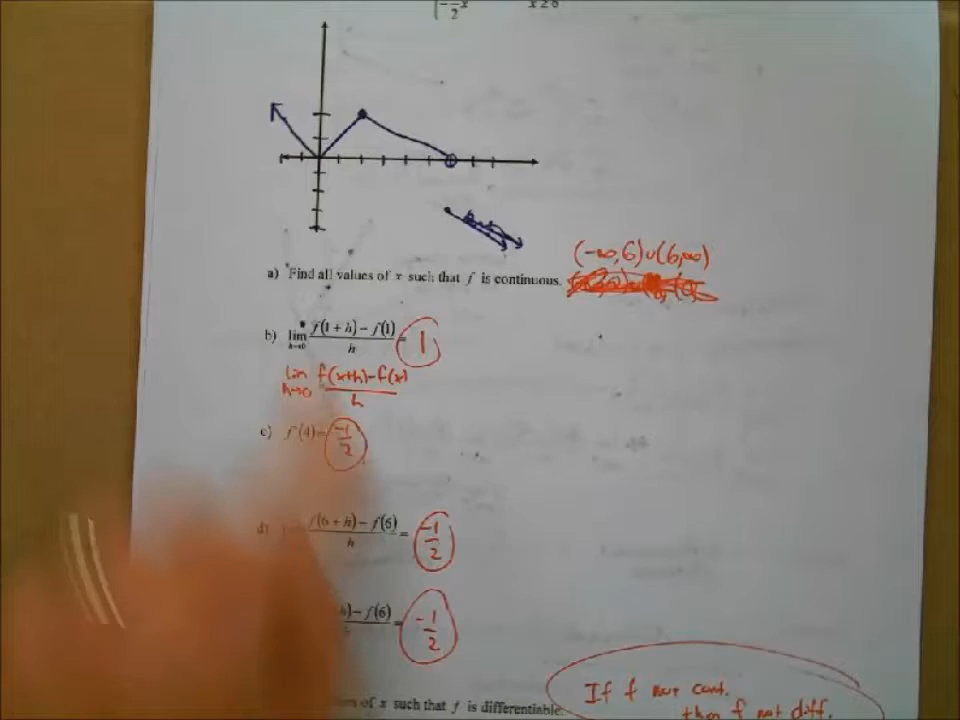 x ≥ 6
(-∞,6)∪(6,∞)
a) Find all values of x such that f is continuous.
b) lim h→0 f(1 + h) − f(1) / h = 1
lim h→0 f(x+h)-f(x) / h
c) f'(4)= -1/2
d) f(6 + h) − f(6) / h = -1/2
h) − f(6) = -1/2
of x such that f is differentiable.
If f not cont.
then f not diff.